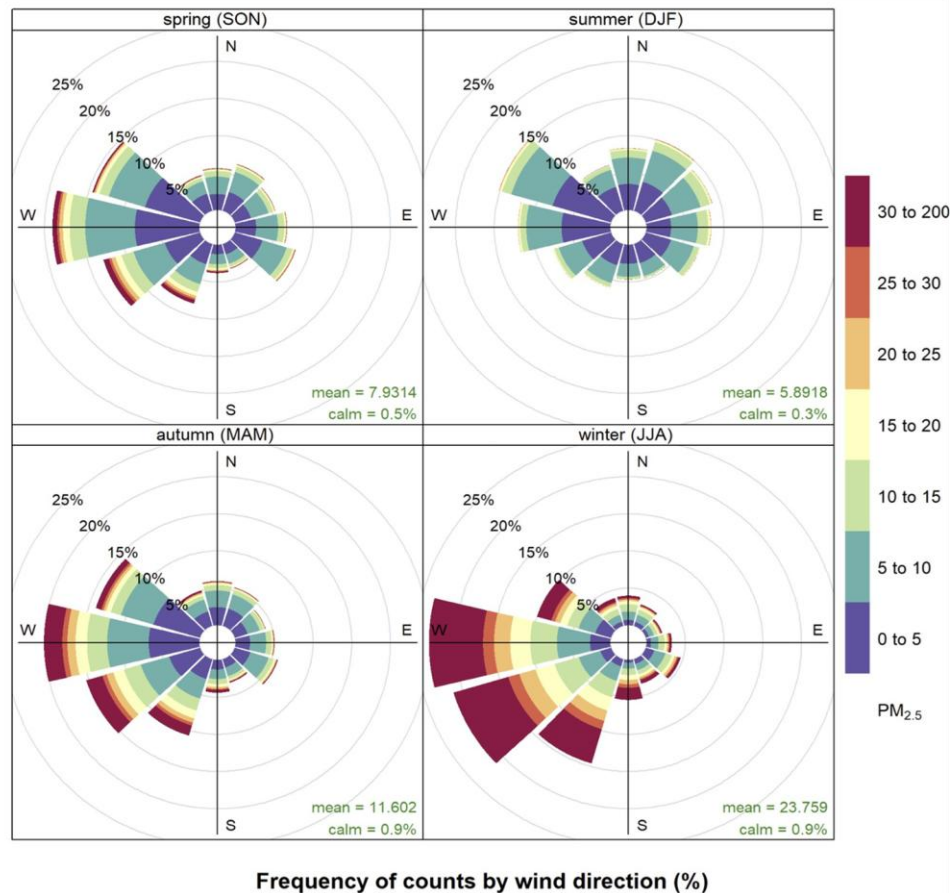 spring (SON)
summer (DJF)
N
25%
20%
15%
10%
5%
W
E
S
mean = 7.9314
calm = 0.5%
N
25%
20%
15%
10%
5%
W
E
S
mean = 5.8918
calm = 0.3%
autumn (MAM)
winter (JJA)
N
25%
20%
15%
10%
5%
W
E
S
mean = 11.602
calm = 0.9%
N
25%
20%
15%
10%
5%
W
E
S
mean = 23.759
calm = 0.9%
30 to 200
25 to 30
20 to 25
15 to 20
10 to 15
5 to 10
0 to 5
PM2.5
Frequency of counts by wind direction (%)